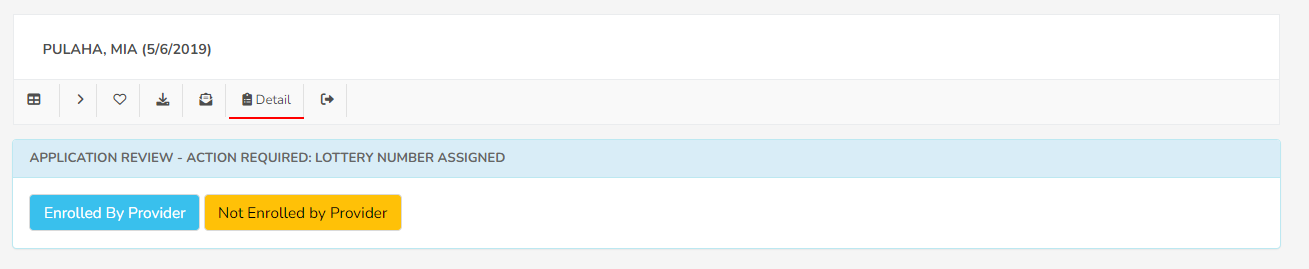 PULAHA, MIA (5/6/2019)
Detail
APPLICATION REVIEW - ACTION REQUIRED: LOTTERY NUMBER ASSIGNED
Enrolled By Provider Not Enrolled by Provider